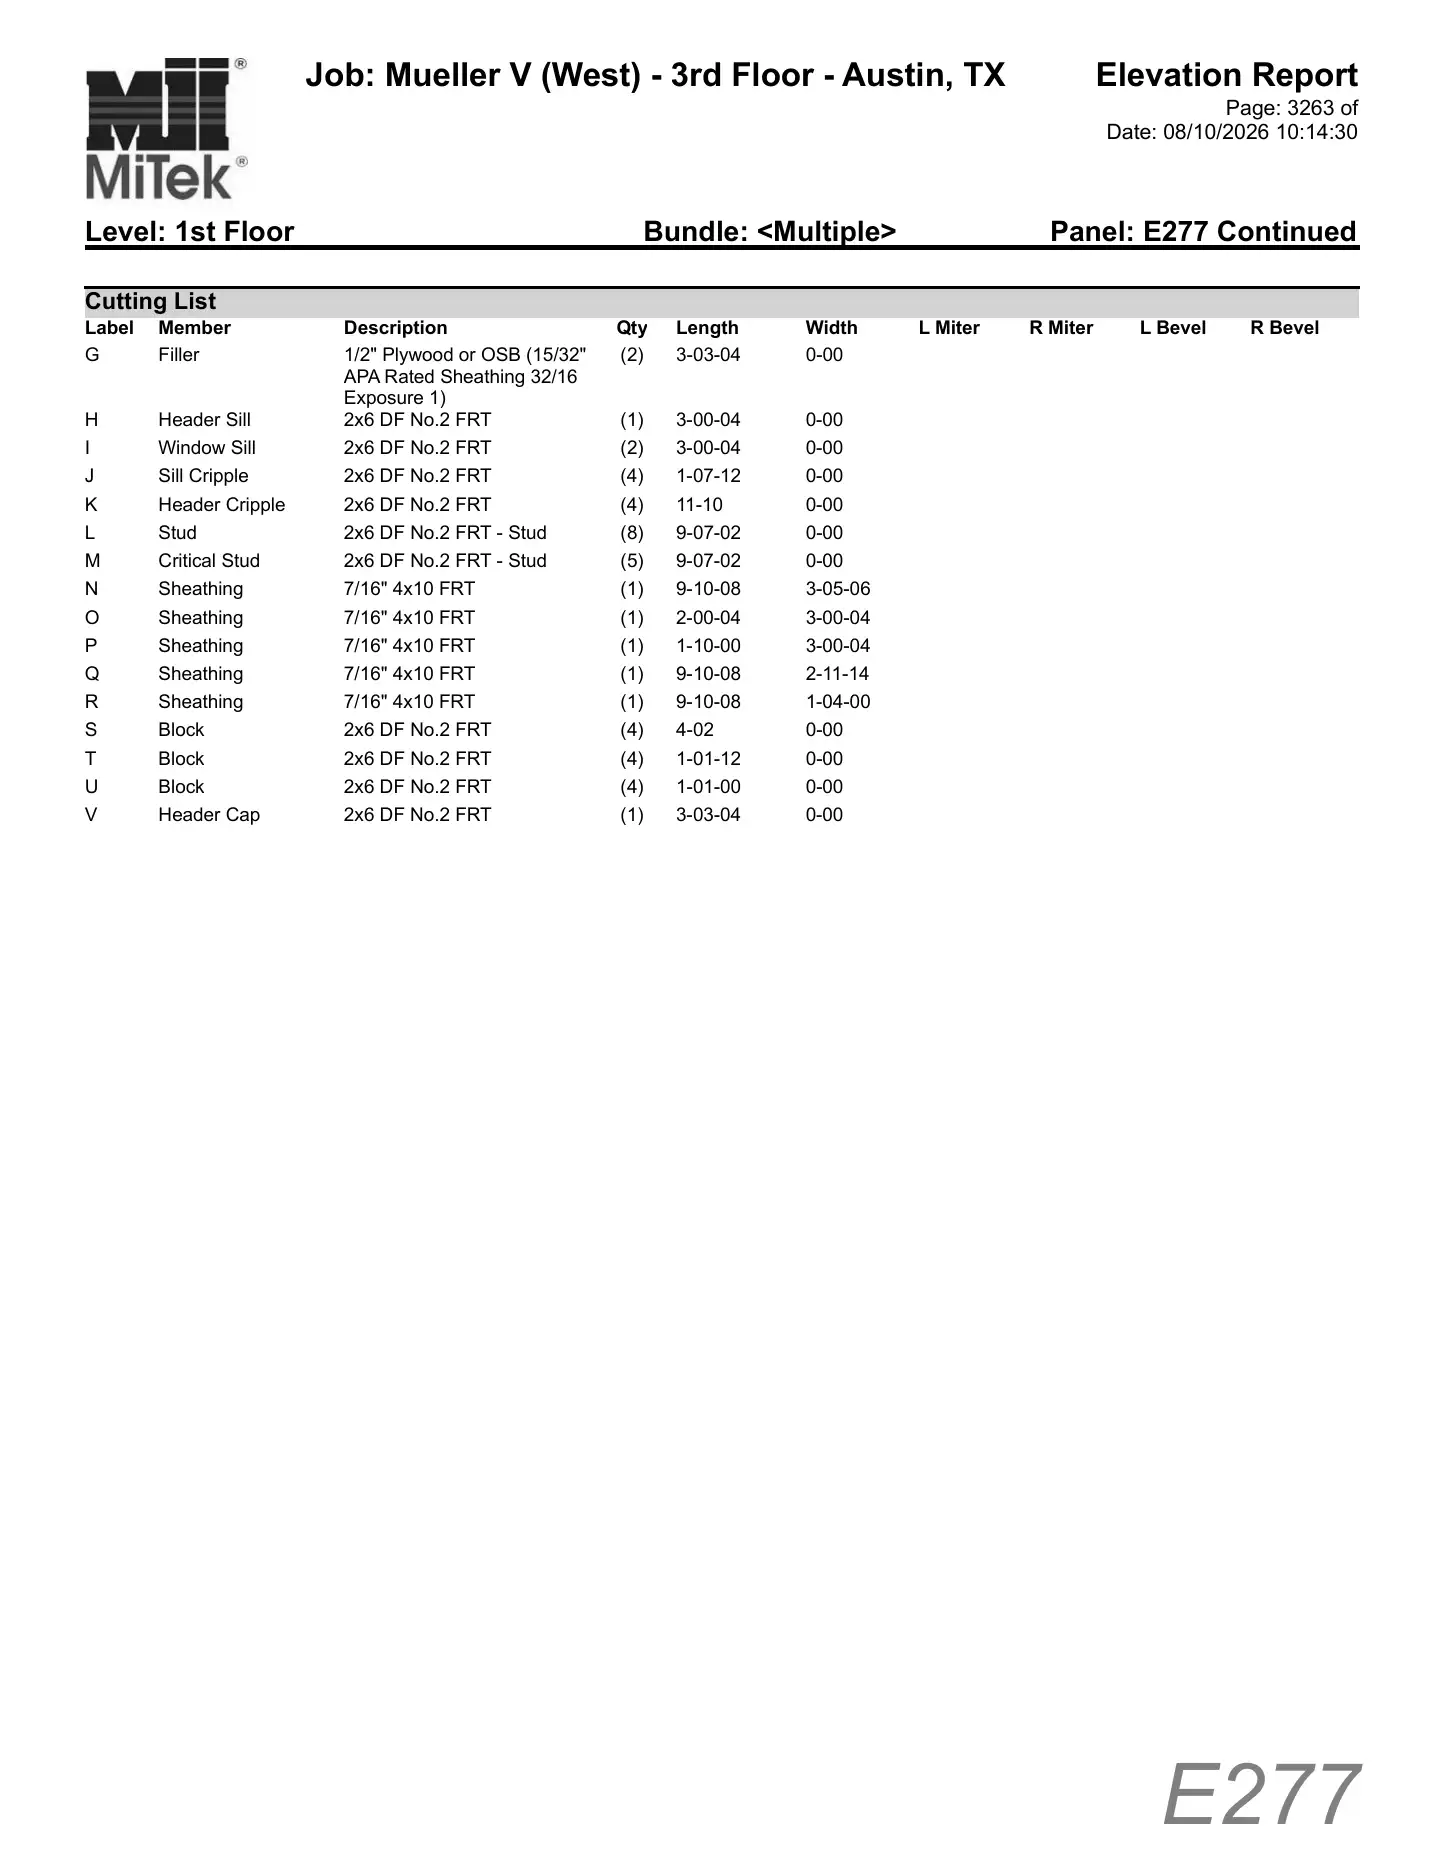 Job: Mueller V (West) - 3rd Floor - Austin, TX
Elevation Report
Page: 3263 of
Date: 08/10/2026 10:14:30
®
MiTek®
Level: 1st Floor Bundle: <Multiple> Panel: E277 Continued
Cutting List
Label Member Description Qty Length Width L Miter R Miter L Bevel R Bevel
G Filler 1/2" Plywood or OSB (15/32" (2) 3-03-04 0-00
APA Rated Sheathing 32/16
Exposure 1)
H Header Sill 2x6 DF No.2 FRT (1) 3-00-04 0-00
I Window Sill 2x6 DF No.2 FRT (2) 3-00-04 0-00
J Sill Cripple 2x6 DF No.2 FRT (4) 1-07-12 0-00
K Header Cripple 2x6 DF No.2 FRT (4) 11-10 0-00
L Stud 2x6 DF No.2 FRT - Stud (8) 9-07-02 0-00
M Critical Stud 2x6 DF No.2 FRT - Stud (5) 9-07-02 0-00
N Sheathing 7/16" 4x10 FRT (1) 9-10-08 3-05-06
O Sheathing 7/16" 4x10 FRT (1) 2-00-04 3-00-04
P Sheathing 7/16" 4x10 FRT (1) 1-10-00 3-00-04
Q Sheathing 7/16" 4x10 FRT (1) 9-10-08 2-11-14
R Sheathing 7/16" 4x10 FRT (1) 9-10-08 1-04-00
S Block 2x6 DF No.2 FRT (4) 4-02 0-00
T Block 2x6 DF No.2 FRT (4) 1-01-12 0-00
U Block 2x6 DF No.2 FRT (4) 1-01-00 0-00
V Header Cap 2x6 DF No.2 FRT (1) 3-03-04 0-00
E277